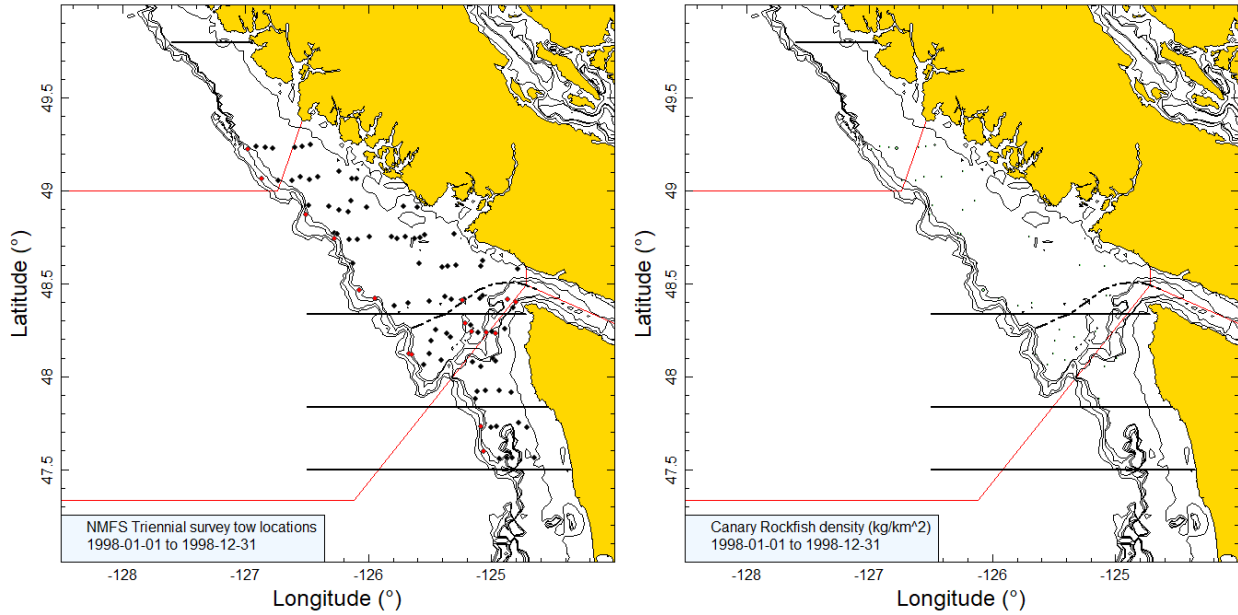 49.5
49
48.5
48
47.5
Latitude (°)
-128
-127
-126
-125
Longitude (°)
NMFS Triennial survey tow locations
1998-01-01 to 1998-12-31
49.5
49
48.5
48
47.5
Latitude (°)
-128
-127
-126
-125
Longitude (°)
Canary Rockfish density (kg/km^2)
1998-01-01 to 1998-12-31